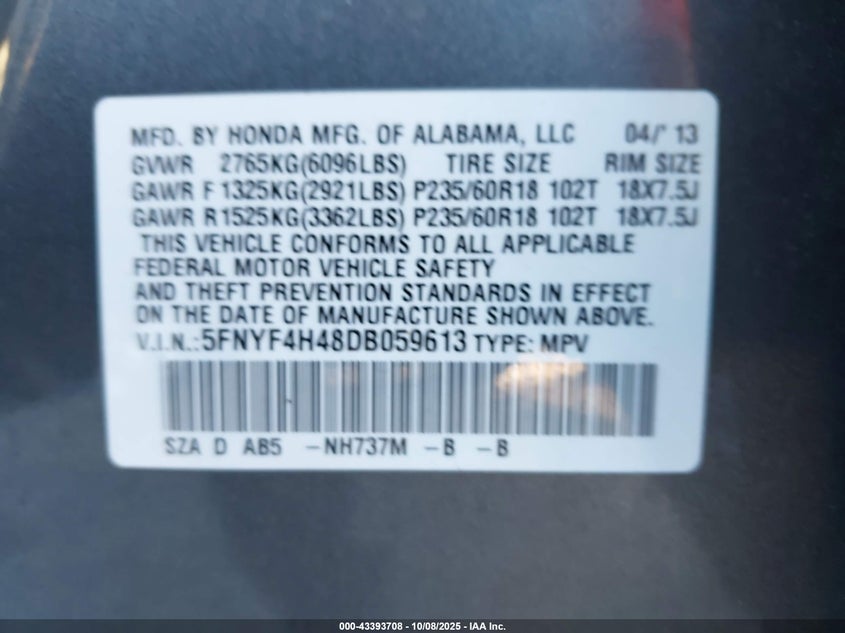 MFD. BY HONDA MFG. OF ALABAMA, LLC 04/'13
GVWR 2765KG(6096LBS) TIRE SIZE RIM SIZE
GAWR F1325KG(2921LBS) P235/60R18 102T 18X7.5J
GAWR R1525KG(3362LBS) P235/60R18 102T 18X7.5J
THIS VEHICLE CONFORMS TO ALL APPLICABLE
FEDERAL MOTOR VEHICLE SAFETY
AND THEFT PREVENTION STANDARDS IN EFFECT
ON THE DATE OF MANUFACTURE SHOWN ABOVE.
V.I.N.:5FNYF4H48DB059613 TYPE: MPV
SZA D AB5 -NH737M -B -B
000-43393708 | 10/08/2025 - IAA Inc.